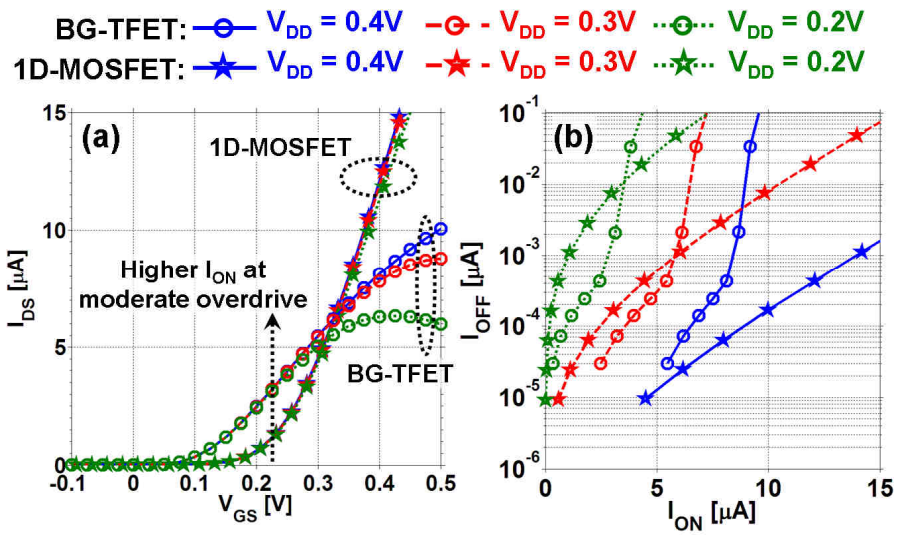 BG-TFET: V_DD = 0.4V V_DD = 0.3V V_DD = 0.2V
1D-MOSFET: V_DD = 0.4V V_DD = 0.3V V_DD = 0.2V
(a)
1D-MOSFET
Higher I_ON at
moderate overdrive
BG-TFET
I_DS [µA]
15
10
5
0
-0.1 0 0.1 0.2 0.3 0.4 0.5
V_GS [V]
(b)
I_OFF [µA]
10^-1
10^-2
10^-3
10^-4
10^-5
10^-6
0 5 10 15
I_ON [µA]